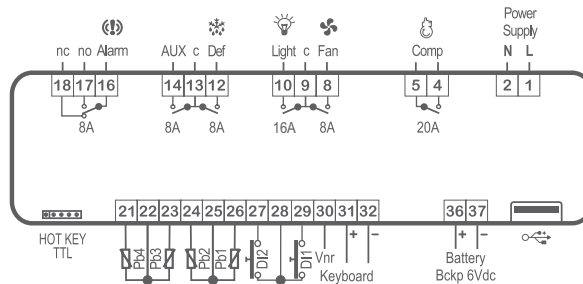 Power
Supply
nc no Alarm AUX c Def Light c Fan Comp N L
18 17 16 14 13 12 10 9 8 5 4 2 1
8A 8A 8A 16A 8A 20A
21 22 23 24 25 26 27 28 29 30 31 32 36 37
HOT KEY
TTL
Pb4 Pb3 Pb2 Pb1 DI2 DI1
Vnr + - + -
Keyboard
Battery
Bckp 6Vdc